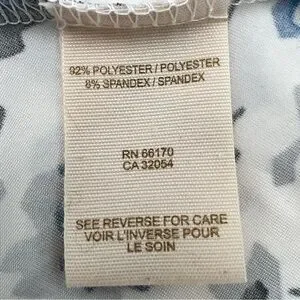 92% POLYESTER / POLYESTER
8% SPANDEX / SPANDEX
RN 66170
CA 32054
SEE REVERSE FOR CARE
VOIR L'INVERSE POUR
LE SOIN